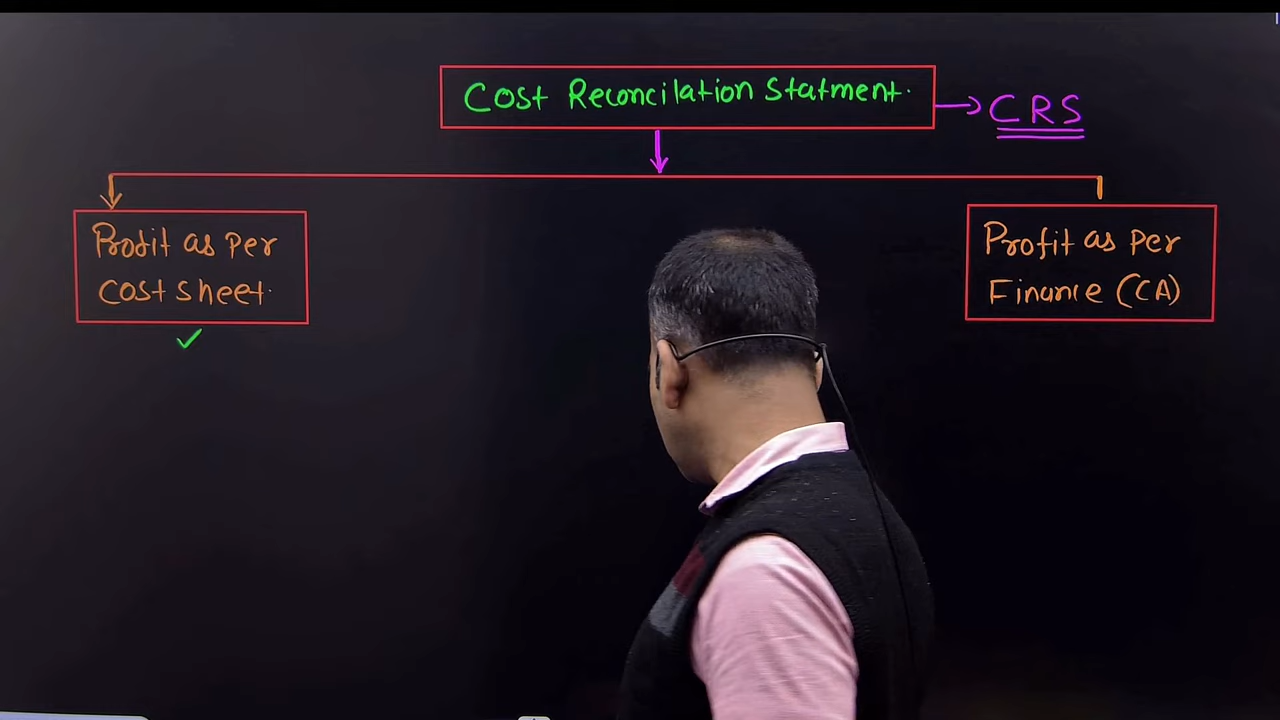 Cost Reconcilation Statment.
CRS
Profit as per
Cost sheet.
Profit as per
Finance (CA)